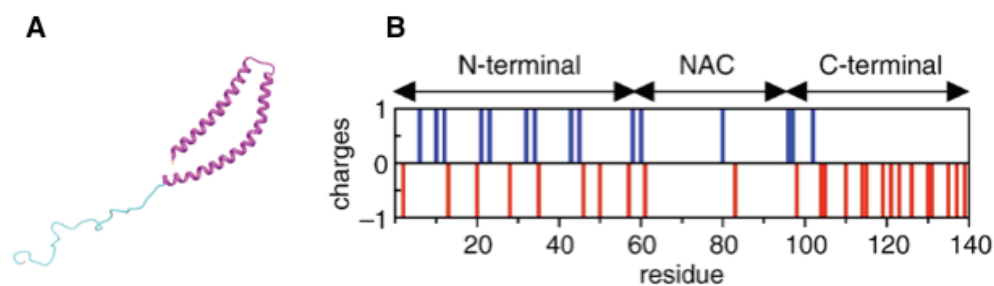 A
B
N-terminal NAC C-terminal
1
0
−1
charges
20 40 60 80 100 120 140
residue